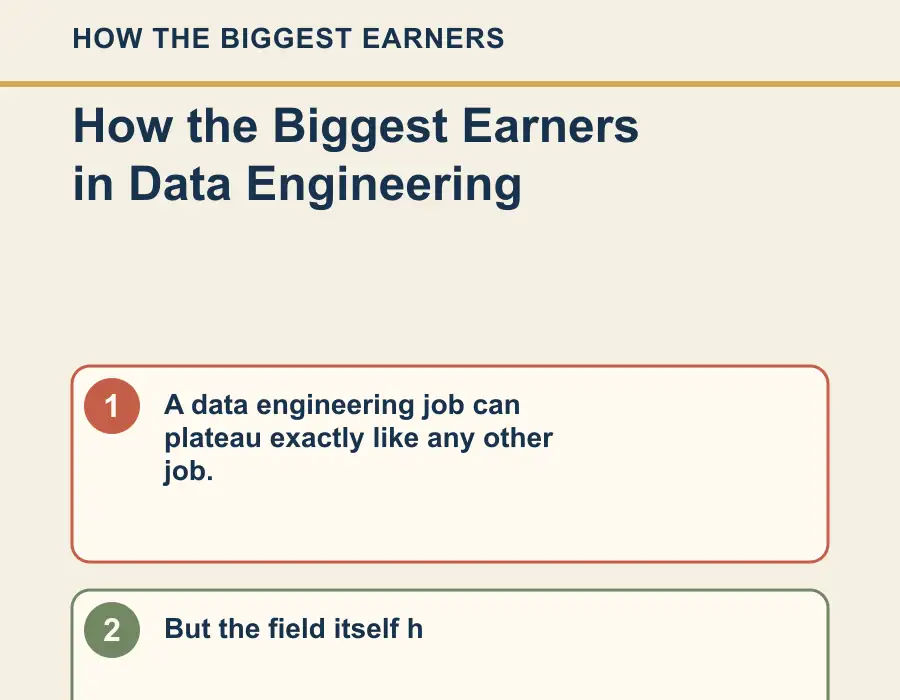 HOW THE BIGGEST EARNERS
How the Biggest Earners
in Data Engineering
1
A data engineering job can
plateau exactly like any other
job.
2
But the field itself h